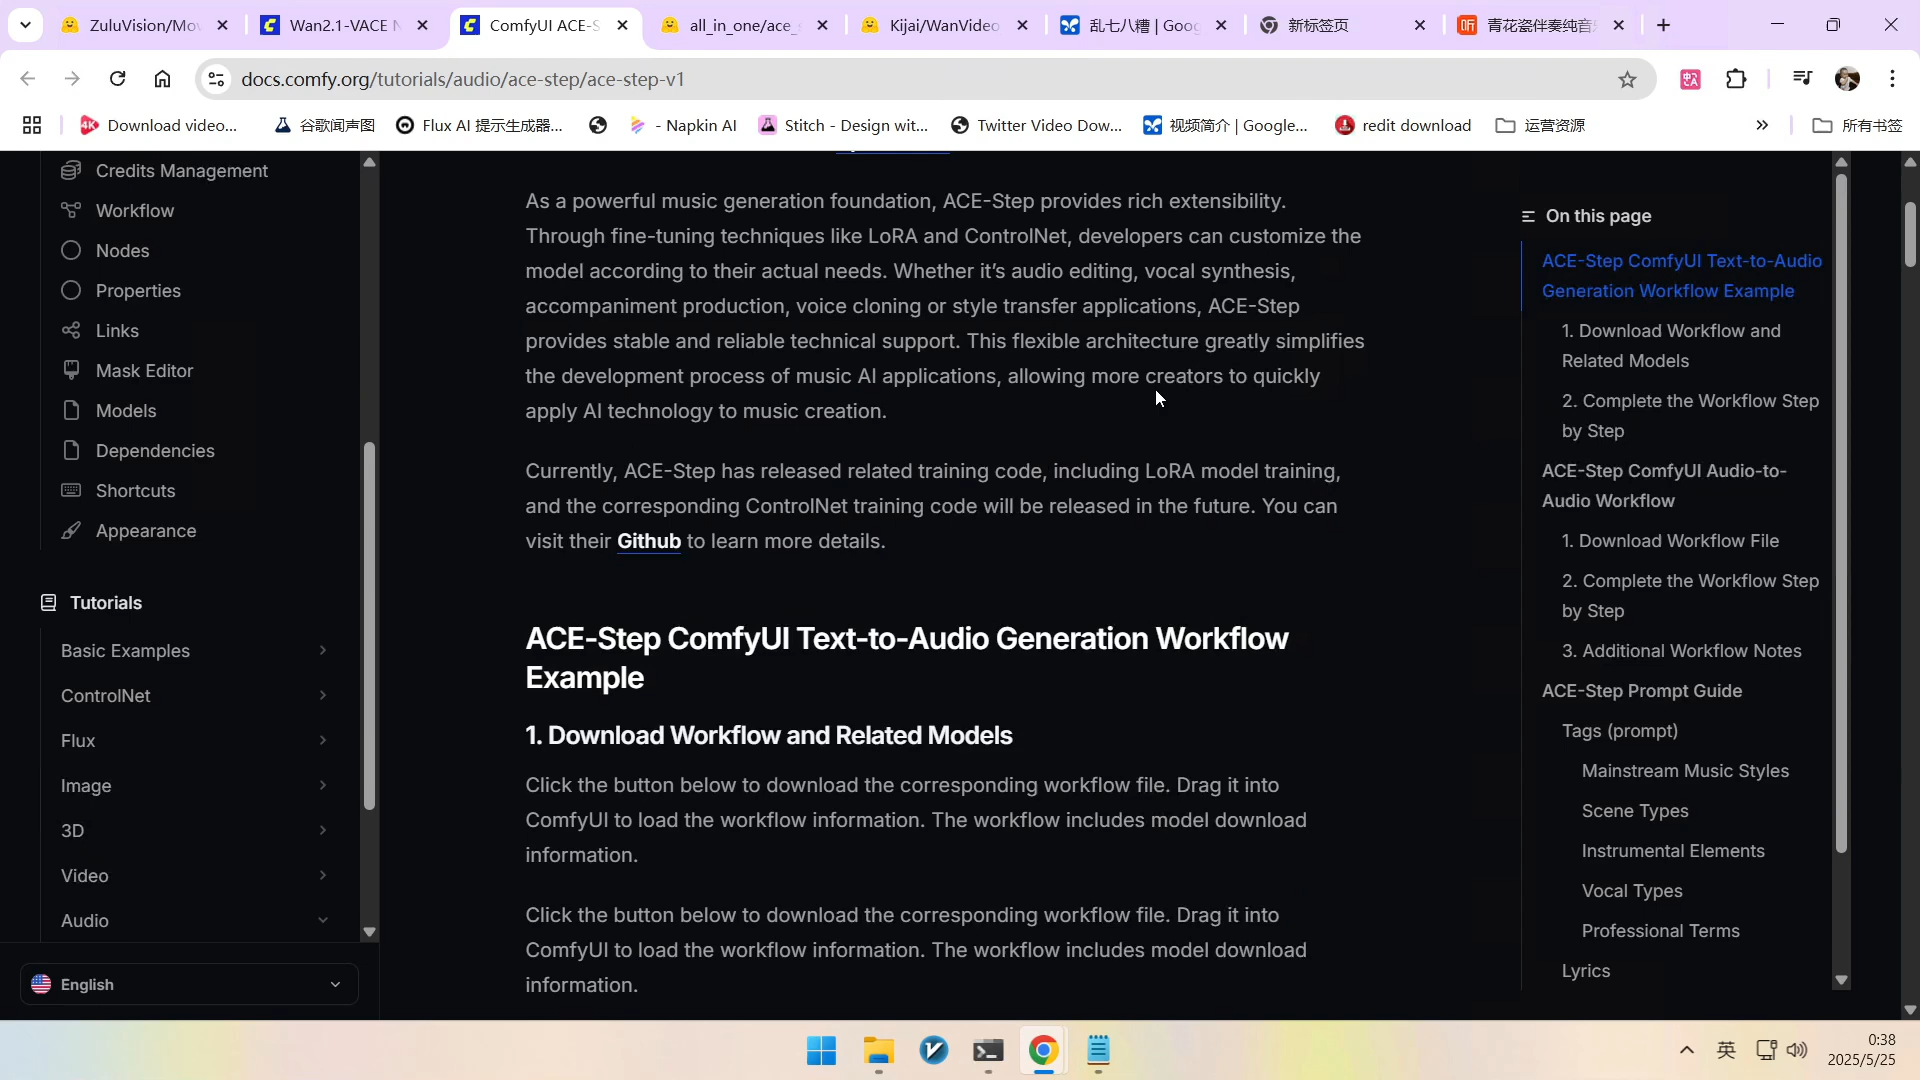 ZuluVision/Mov
Wan2.1-VACE N
ComfyUI ACE-S
all_in_one/ace_s
Kijai/WanVideo
乱七八糟 | Goog
新标签页
青花瓷伴奏纯音乐
docs.comfy.org/tutorials/audio/ace-step/ace-step-v1
Download video...
谷歌闻声图
Flux AI 提示生成器...
- Napkin AI
Stitch - Design wit...
Twitter Video Dow...
视频简介 | Google...
redit download
运营资源
所有书签
Credits Management
Workflow
Nodes
Properties
Links
Mask Editor
Models
Dependencies
Shortcuts
Appearance
Tutorials
Basic Examples
ControlNet
Flux
Image
3D
Video
Audio
English
As a powerful music generation foundation, ACE-Step provides rich extensibility.
Through fine-tuning techniques like LoRA and ControlNet, developers can customize the
model according to their actual needs. Whether it's audio editing, vocal synthesis,
accompaniment production, voice cloning or style transfer applications, ACE-Step
provides stable and reliable technical support. This flexible architecture greatly simplifies
the development process of music AI applications, allowing more creators to quickly
apply AI technology to music creation.
Currently, ACE-Step has released related training code, including LoRA model training,
and the corresponding ControlNet training code will be released in the future. You can
visit their Github to learn more details.
ACE-Step ComfyUI Text-to-Audio Generation Workflow
Example
1. Download Workflow and Related Models
Click the button below to download the corresponding workflow file. Drag it into
ComfyUI to load the workflow information. The workflow includes model download
information.
Click the button below to download the corresponding workflow file. Drag it into
ComfyUI to load the workflow information. The workflow includes model download
information.
On this page
ACE-Step ComfyUI Text-to-Audio
Generation Workflow Example
1. Download Workflow and
Related Models
2. Complete the Workflow Step
by Step
ACE-Step ComfyUI Audio-to-
Audio Workflow
1. Download Workflow File
2. Complete the Workflow Step
by Step
3. Additional Workflow Notes
ACE-Step Prompt Guide
Tags (prompt)
Mainstream Music Styles
Scene Types
Instrumental Elements
Vocal Types
Professional Terms
Lyrics
英
0:38
2025/5/25